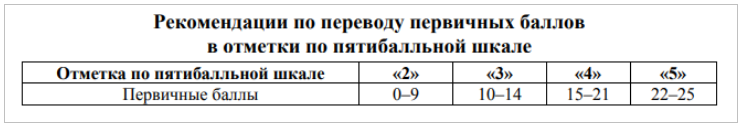 Рекомендации по переводу первичных баллов
в отметки по пятибалльной шкале
Отметка по пятибалльной шкале «2» «3» «4» «5»
Первичные баллы 0–9 10–14 15–21 22–25